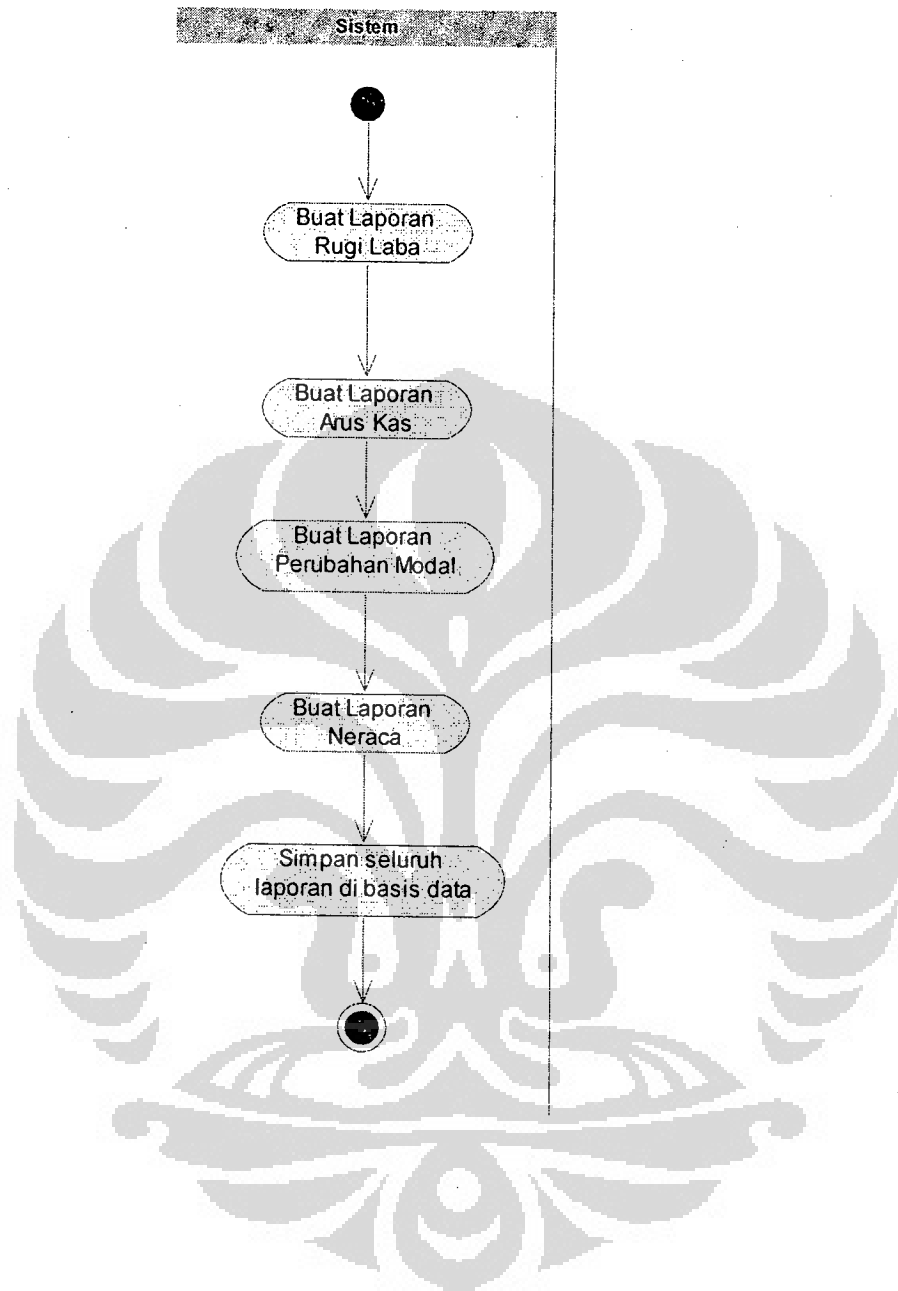 Sistem
Buat Laporan
Rugi Laba
Buat Laporan
Arus Kas
Buat Laporan
Perubahan Modal
Buat Laporan
Neraca
Simpan seluruh
laporan di basis data